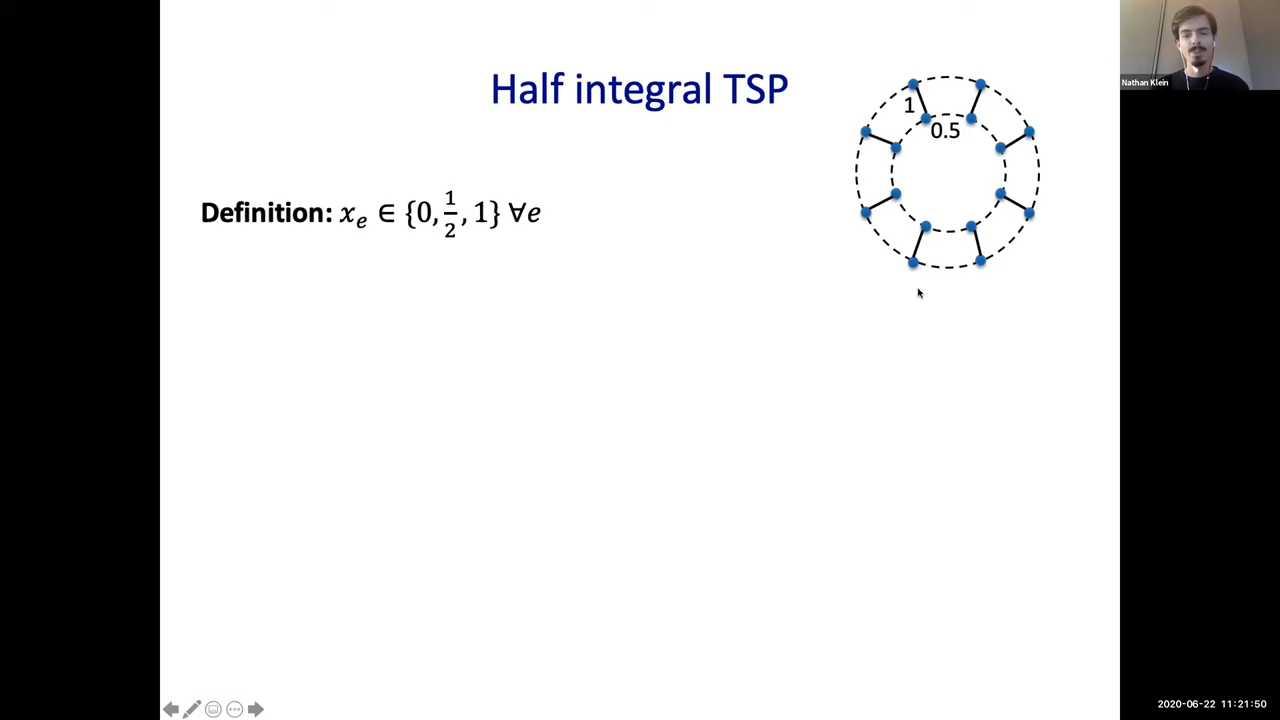 Half integral TSP
1
0.5
Definition: xₑ ∈ {0, 1/2, 1} ∀e
Nathan Klein
2020-06-22 11:21:50